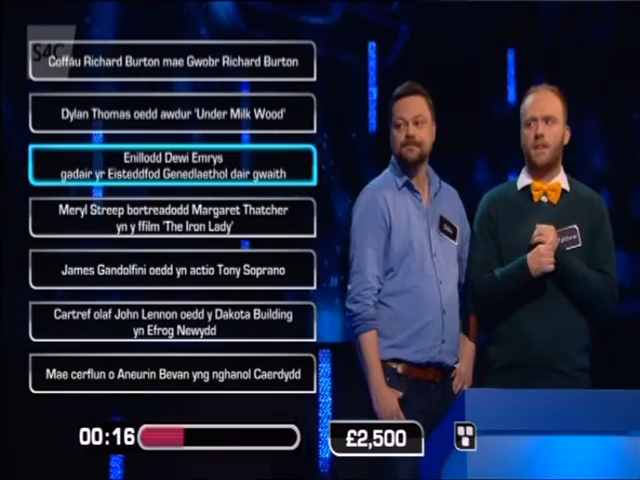 S4C
Coffáu Richard Burton mae Gwobr Richard Burton
Dylan Thomas oedd awdur 'Under Milk Wood'
Enillodd Dewi Emrys
gadair yr Eisteddfod Genedlaethol dair gwaith
Meryl Streep bortreadodd Margaret Thatcher
yn y ffilm 'The Iron Lady'
James Gandolfini oedd yn actio Tony Soprano
Cartref olaf John Lennon oedd y Dakota Building
yn Efrog Newydd
Mae cerflun o Aneurin Bevan yng nghanol Caerdydd
00:16
£2,500